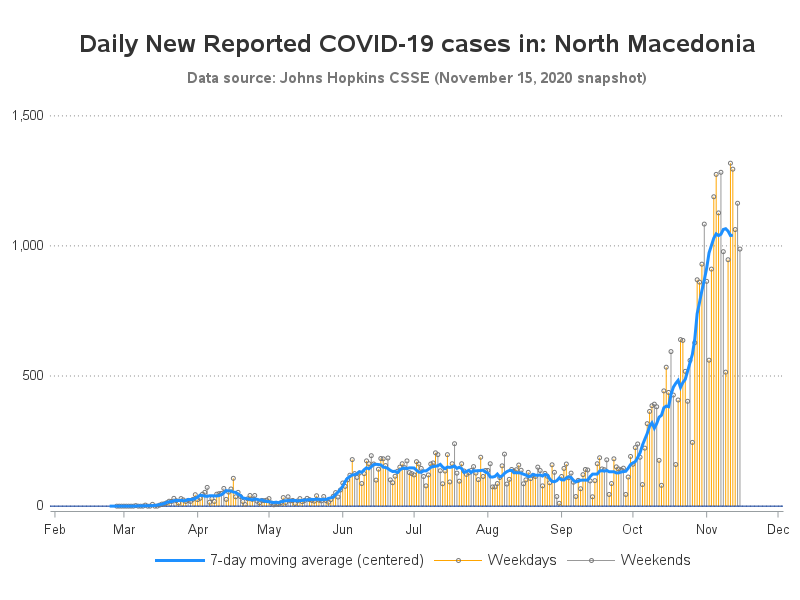 Daily New Reported COVID-19 cases in: North Macedonia
Data source: Johns Hopkins CSSE (November 15, 2020 snapshot)
1,500
1,000
500
0
Feb Mar Apr May Jun Jul Aug Sep Oct Nov Dec
7-day moving average (centered) Weekdays Weekends